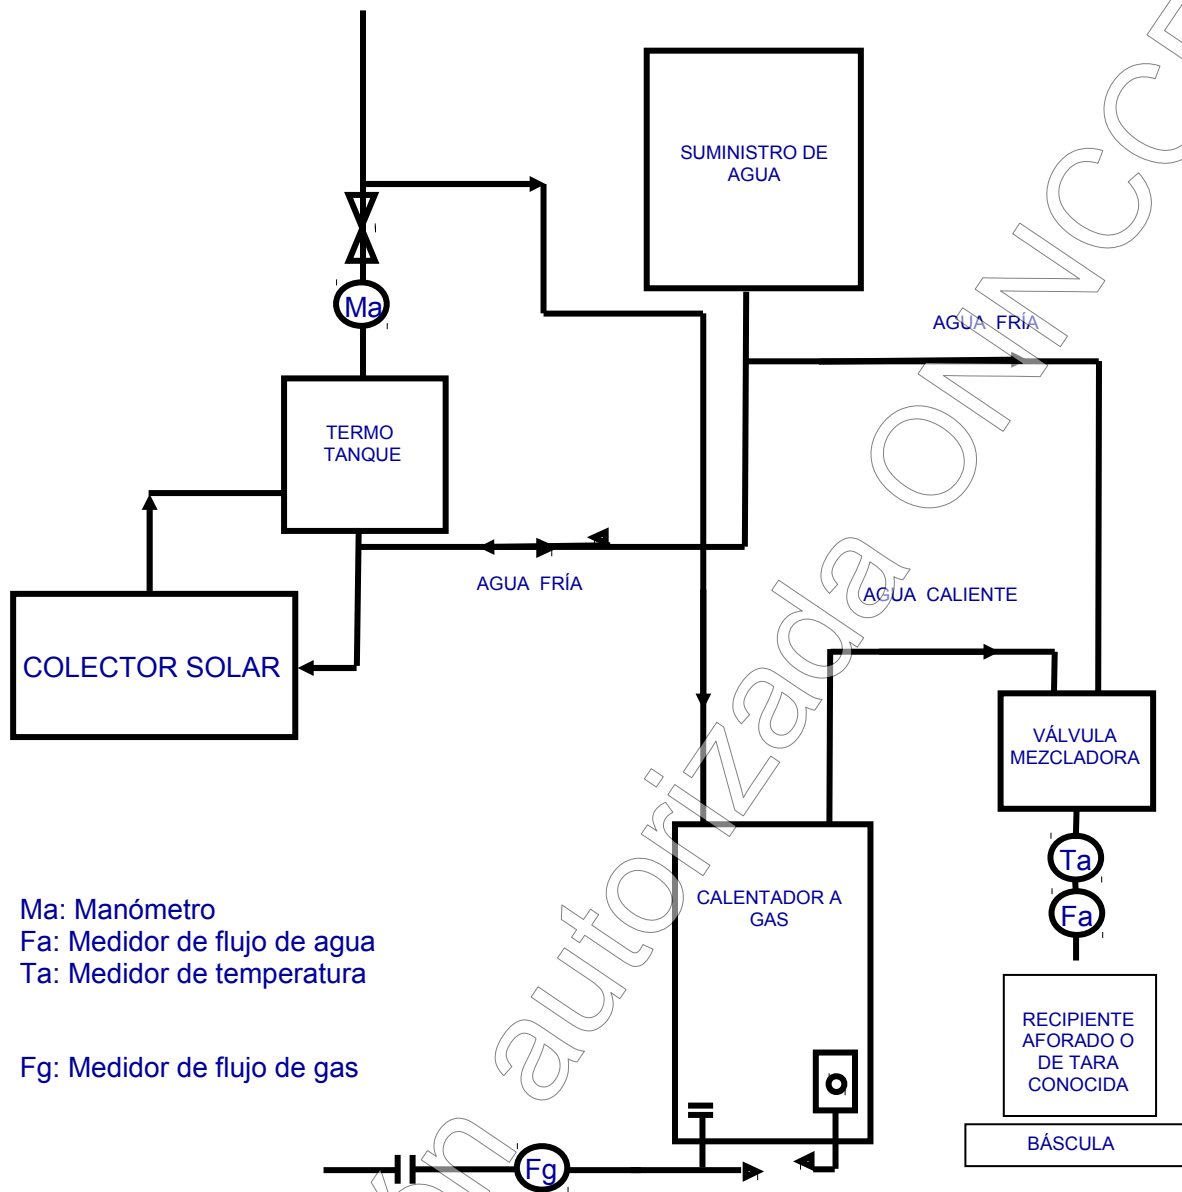 SUMINISTRO DE
AGUA
AGUA FRÍA
Ma
TERMO
TANQUE
AGUA FRÍA
AGUA CALIENTE
COLECTOR SOLAR
VÁLVULA
MEZCLADORA
Ta
Fa
CALENTADOR A
GAS
Ma: Manómetro
Fa: Medidor de flujo de agua
Ta: Medidor de temperatura
Fg: Medidor de flujo de gas
RECIPIENTE
AFORADO O
DE TARA
CONOCIDA
BÁSCULA
Fg
autorizada ONNCCE